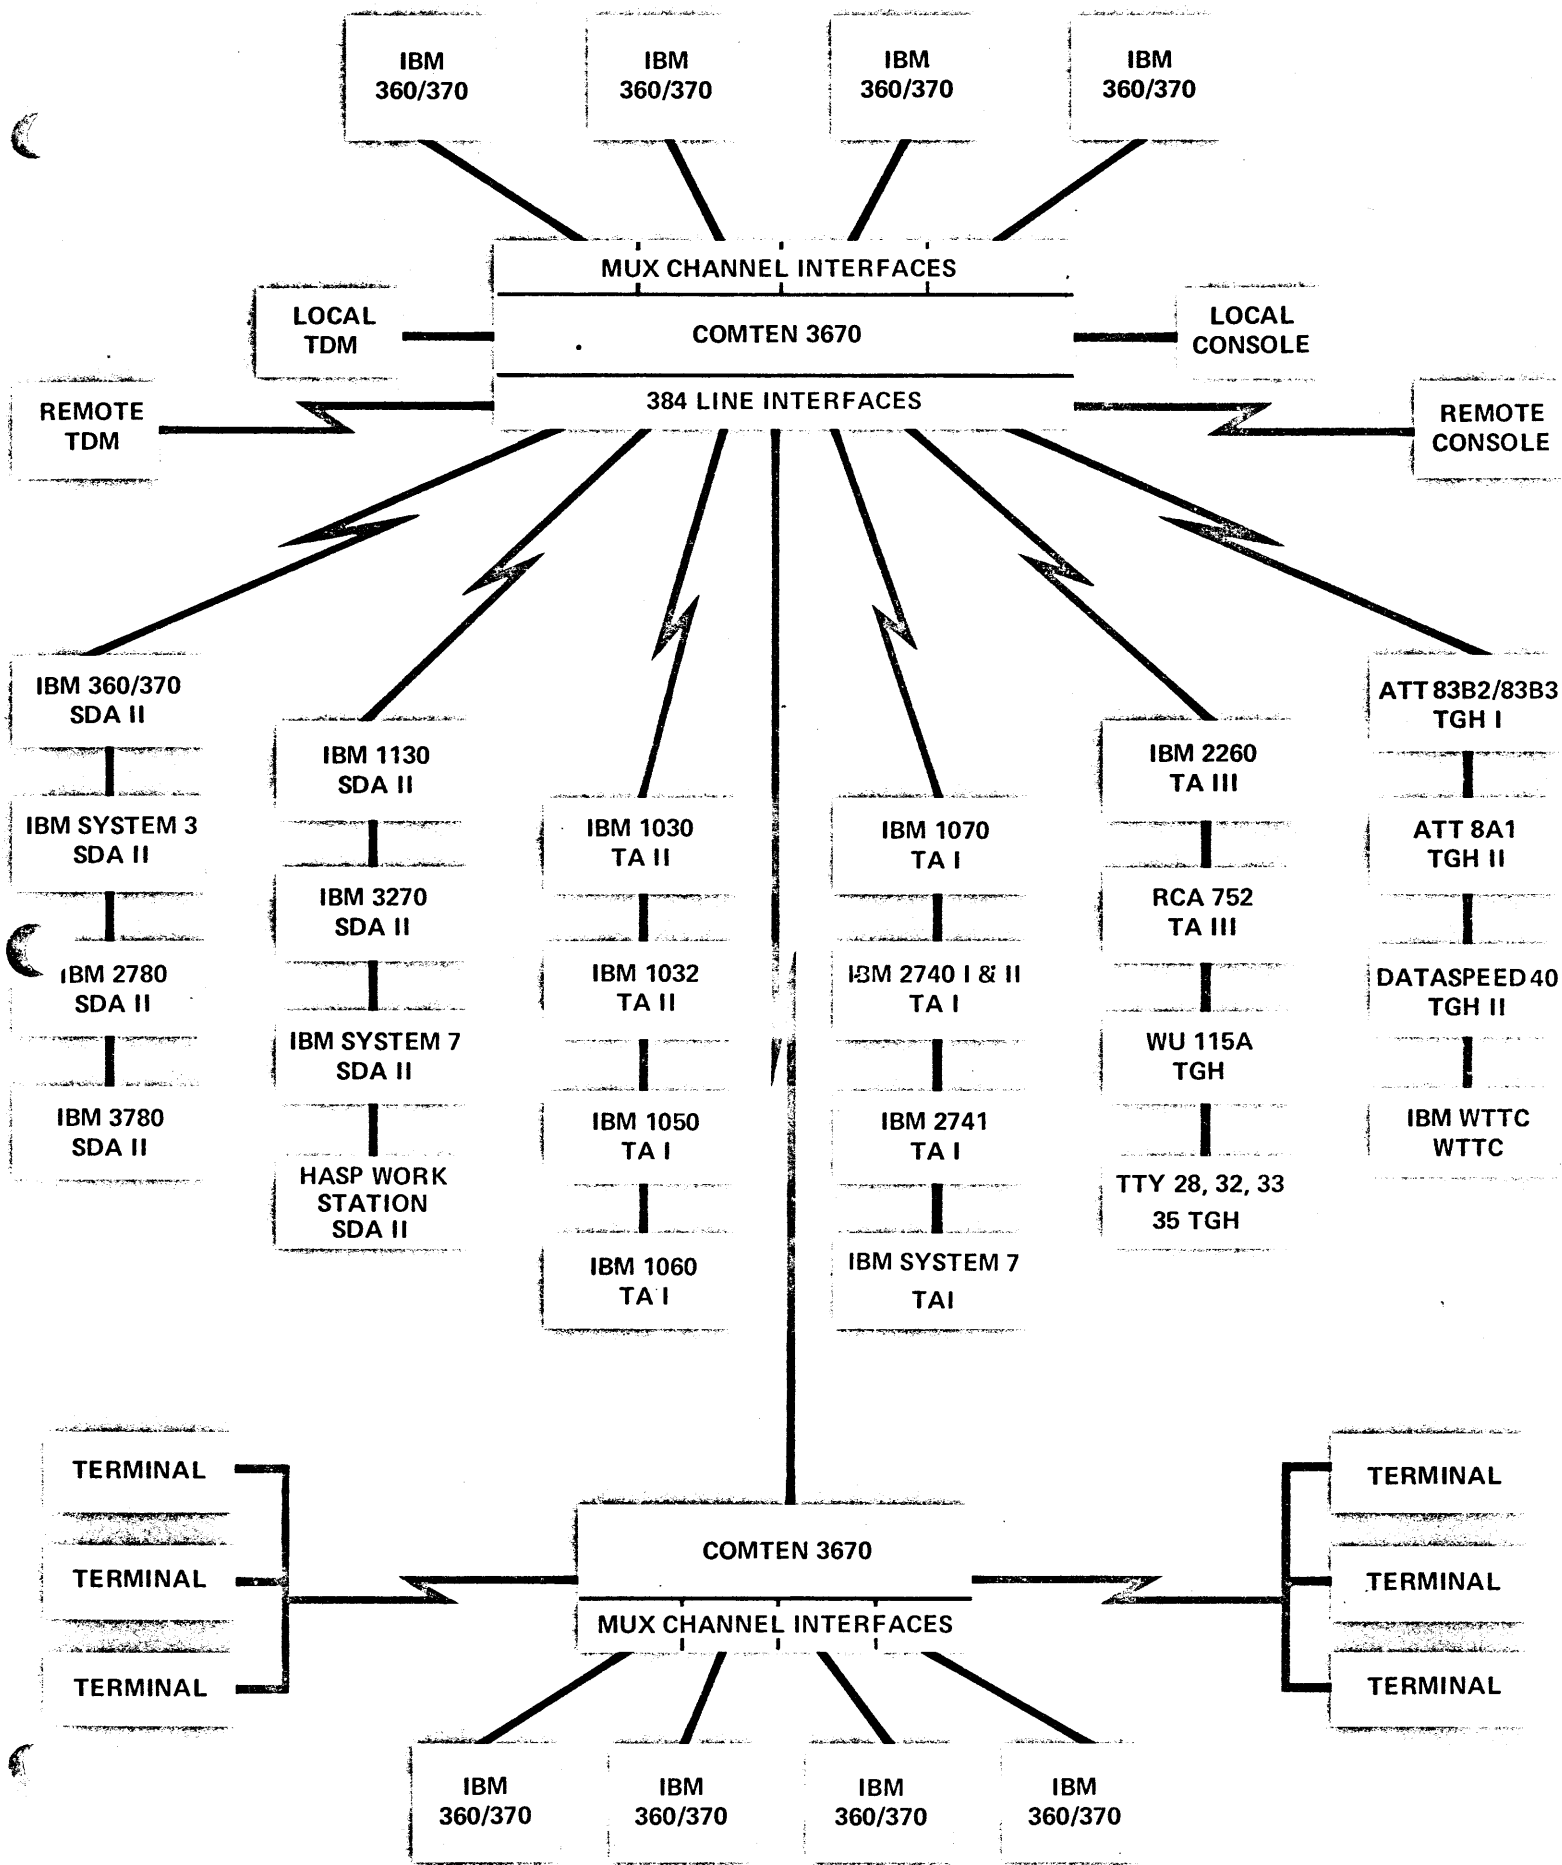 IBM
360/370
IBM
360/370
IBM
360/370
IBM
360/370
MUX CHANNEL INTERFACES
LOCAL
TDM
COMTEN 3670
LOCAL
CONSOLE
REMOTE
TDM
384 LINE INTERFACES
REMOTE
CONSOLE
IBM 360/370
SDA II
IBM SYSTEM 3
SDA II
IBM 2780
SDA II
IBM 3780
SDA II
IBM 1130
SDA II
IBM 3270
SDA II
IBM SYSTEM 7
SDA II
HASP WORK
STATION
SDA II
IBM 1030
TA II
IBM 1032
TA II
IBM 1050
TA I
IBM 1060
TA I
IBM 1070
TA I
IBM 2740 I & II
TA I
IBM 2741
TA I
IBM SYSTEM 7
TAI
IBM 2260
TA III
RCA 752
TA III
WU 115A
TGH
TTY 28, 32, 33
35 TGH
ATT 83B2/83B3
TGH I
ATT 8A1
TGH II
DATASPEED 40
TGH II
IBM WTTC
WTTC
TERMINAL
TERMINAL
TERMINAL
COMTEN 3670
MUX CHANNEL INTERFACES
TERMINAL
TERMINAL
TERMINAL
IBM
360/370
IBM
360/370
IBM
360/370
IBM
360/370